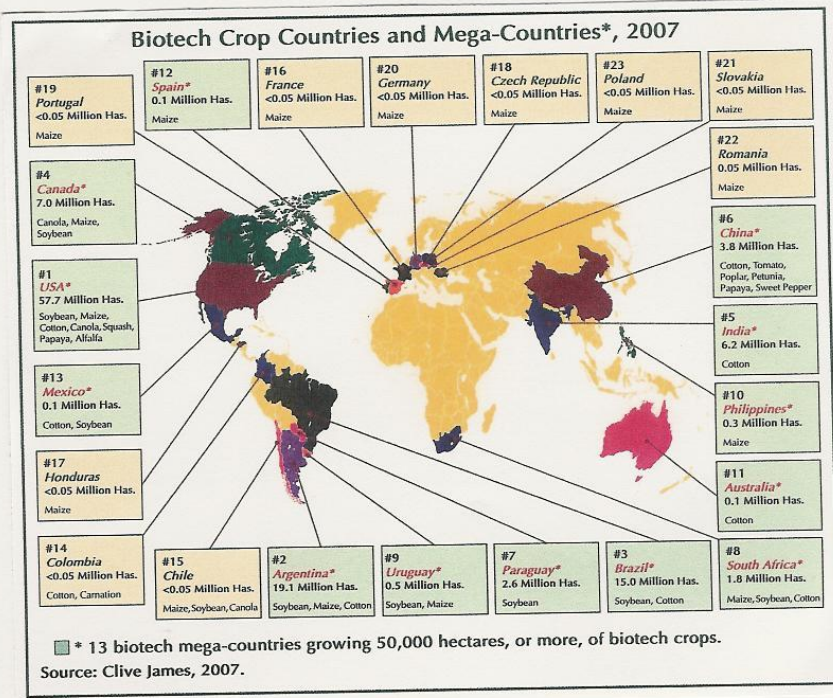 Biotech Crop Countries and Mega-Countries*, 2007
#19
Portugal
<0.05 Million Has.
Maize
#12
Spain*
0.1 Million Has.
Maize
#16
France
<0.05 Million Has.
Maize
#20
Germany
<0.05 Million Has.
Maize
#18
Czech Republic
<0.05 Million Has.
Maize
#23
Poland
<0.05 Million Has.
Maize
#21
Slovakia
<0.05 Million Has.
Maize
#22
Romania
0.05 Million Has.
Maize
#4
Canada*
7.0 Million Has.
Canola, Maize,
Soybean
#6
China*
3.8 Million Has.
Cotton, Tomato,
Poplar, Petunia,
Papaya, Sweet Pepper
#1
USA*
57.7 Million Has.
Soybean, Maize,
Cotton, Canola, Squash,
Papaya, Alfalfa
#5
India*
6.2 Million Has.
Cotton
#13
Mexico*
0.1 Million Has.
Cotton, Soybean
#10
Philippines*
0.3 Million Has.
Maize
#17
Honduras
<0.05 Million Has.
Maize
#11
Australia*
0.1 Million Has.
Cotton
#14
Colombia
<0.05 Million Has.
Cotton, Carnation
#15
Chile
<0.05 Million Has.
Maize, Soybean, Canola
#2
Argentina*
19.1 Million Has.
Soybean, Maize, Cotton
#9
Uruguay*
0.5 Million Has.
Soybean, Maize
#7
Paraguay*
2.6 Million Has.
Soybean
#3
Brazil*
15.0 Million Has.
Soybean, Cotton
#8
South Africa*
1.8 Million Has.
Maize, Soybean, Cotton
* 13 biotech mega-countries growing 50,000 hectares, or more, of biotech crops.
Source: Clive James, 2007.